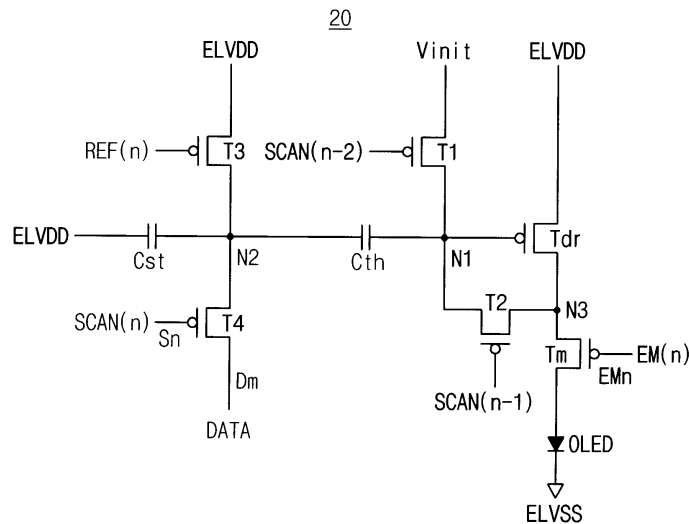 20
ELVDD
Vinit
ELVDD
REF(n)
T3
SCAN(n-2)
T1
ELVDD
Cst
N2
Cth
N1
Tdr
SCAN(n)
Sn
T4
T2
N3
Tm
EM(n)
EMn
Dm
SCAN(n-1)
DATA
OLED
ELVSS